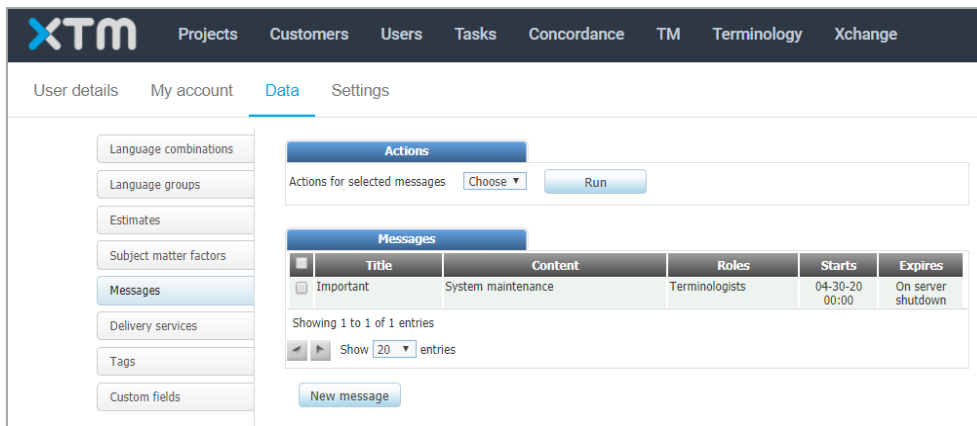 XTM Projects Customers Users Tasks Concordance TM Terminology Xchange
User details My account Data Settings
Language combinations
Language groups
Estimates
Subject matter factors
Messages
Delivery services
Tags
Custom fields
Actions
Actions for selected messages Choose Run
Messages
Title Content Roles Starts Expires
Important System maintenance Terminologists 04-30-20 On server
00:00 shutdown
Showing 1 to 1 of 1 entries
Show 20 entries
New message